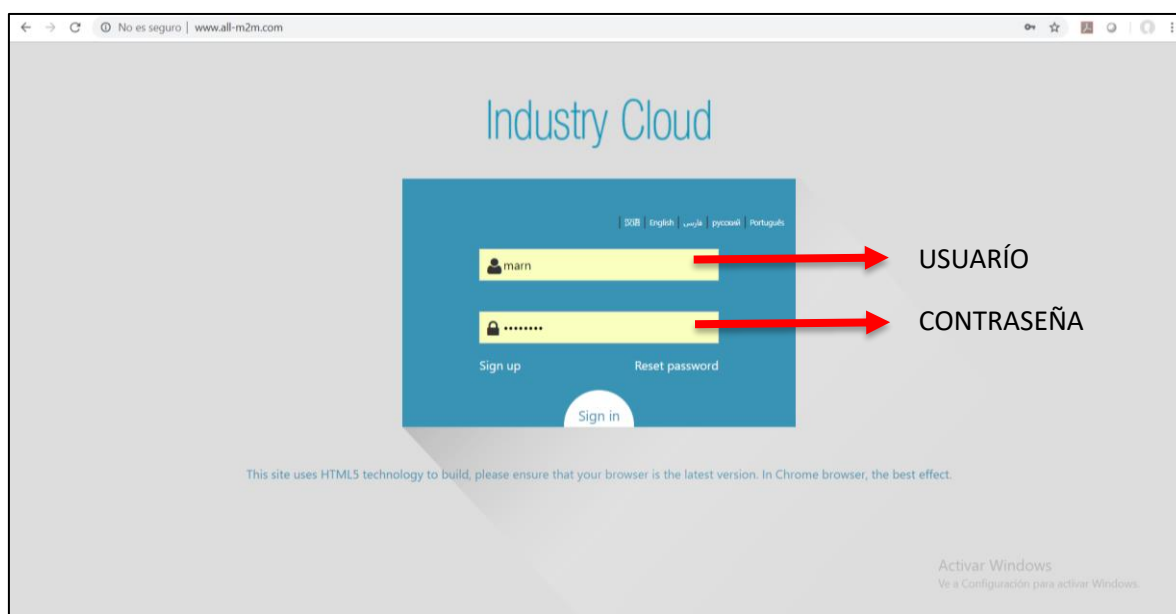 No es seguro | www.all-m2m.com
Industry Cloud
English | فارسی | русский | Português
marn
USUARÍO
••••••••
CONTRASEÑA
Sign up Reset password
Sign in
This site uses HTML5 technology to build, please ensure that your browser is the latest version. In Chrome browser, the best effect.
Activar Windows
Ve a Configuración para activar Windows.